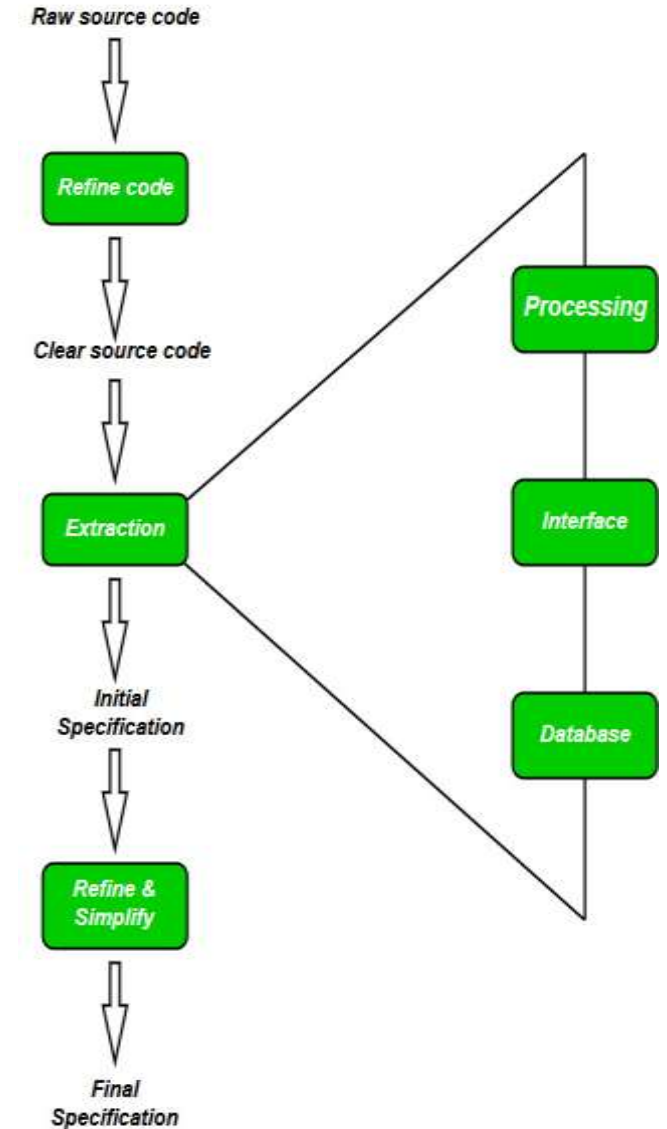 Raw source code
Refine code
Clear source code
Extraction
Initial
Specification
Refine &
Simplify
Final
Specification
Processing
Interface
Database